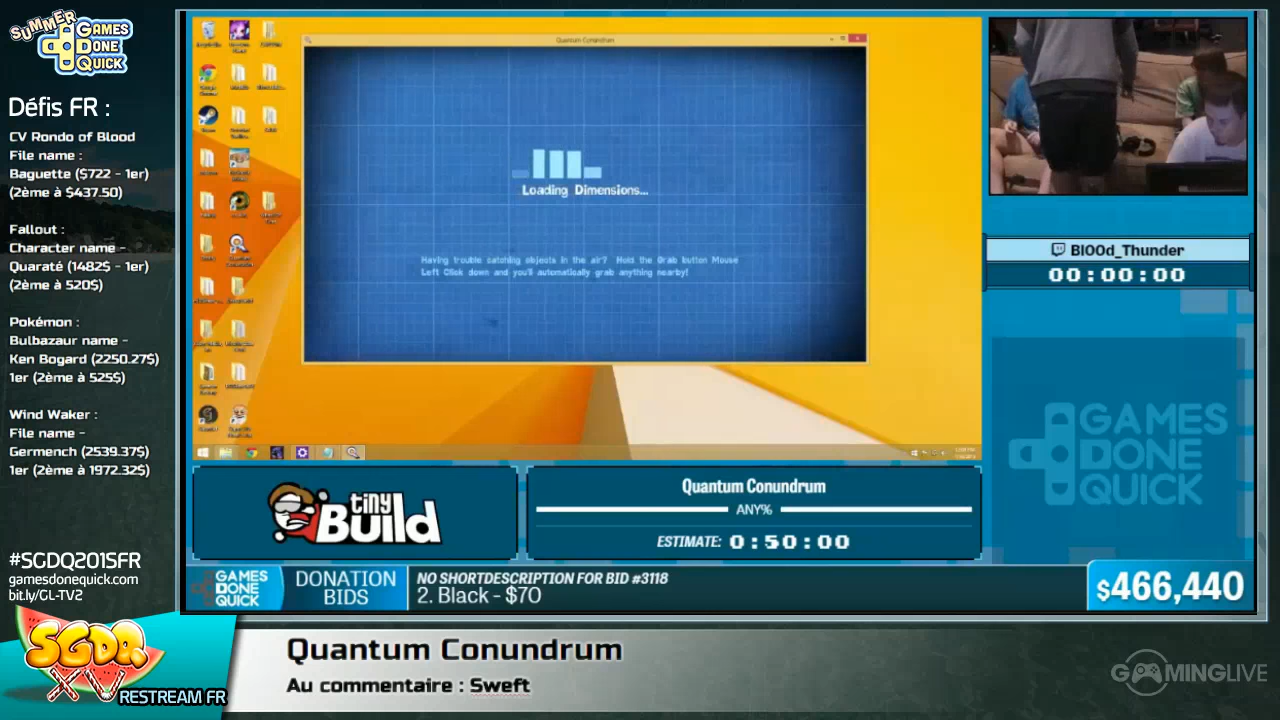 SUMMER
GAMES
DONE
QUICK
Défis FR :
CV Rondo of Blood
File name :
Baguette ($722 - 1er)
(2ème à $437.50)
Fallout :
Character name -
Quaraté (1482$ - 1er)
(2ème à 520$)
Pokémon :
Bulbazaur name -
Ken Bogard (2250.27$)
1er (2ème à 525$)
Wind Waker :
File name -
Germench (2539.37$)
1er (2ème à 1972.32$)
#SGDQ2015FR
gamesdonequick.com
bit.ly/GL-TV2
SGDQ
XV
RESTREAM FR
Quantum Conundrum
Loading Dimensions...
Having trouble catching objects in the air? Hold the Grab button Mouse
Left Click down and you'll automatically grab anything nearby!
Bl00d_Thunder
00:00:00
GAMES
DONE
QUICK
tiny
Build
Quantum Conundrum
ANY%
ESTIMATE: 0:50:00
GAMES
DONE
QUICK
DONATION
BIDS
NO SHORTDESCRIPTION FOR BID #3118
2. Black - $70
$466,440
Quantum Conundrum
Au commentaire : Sweft
GAMINGLIVE